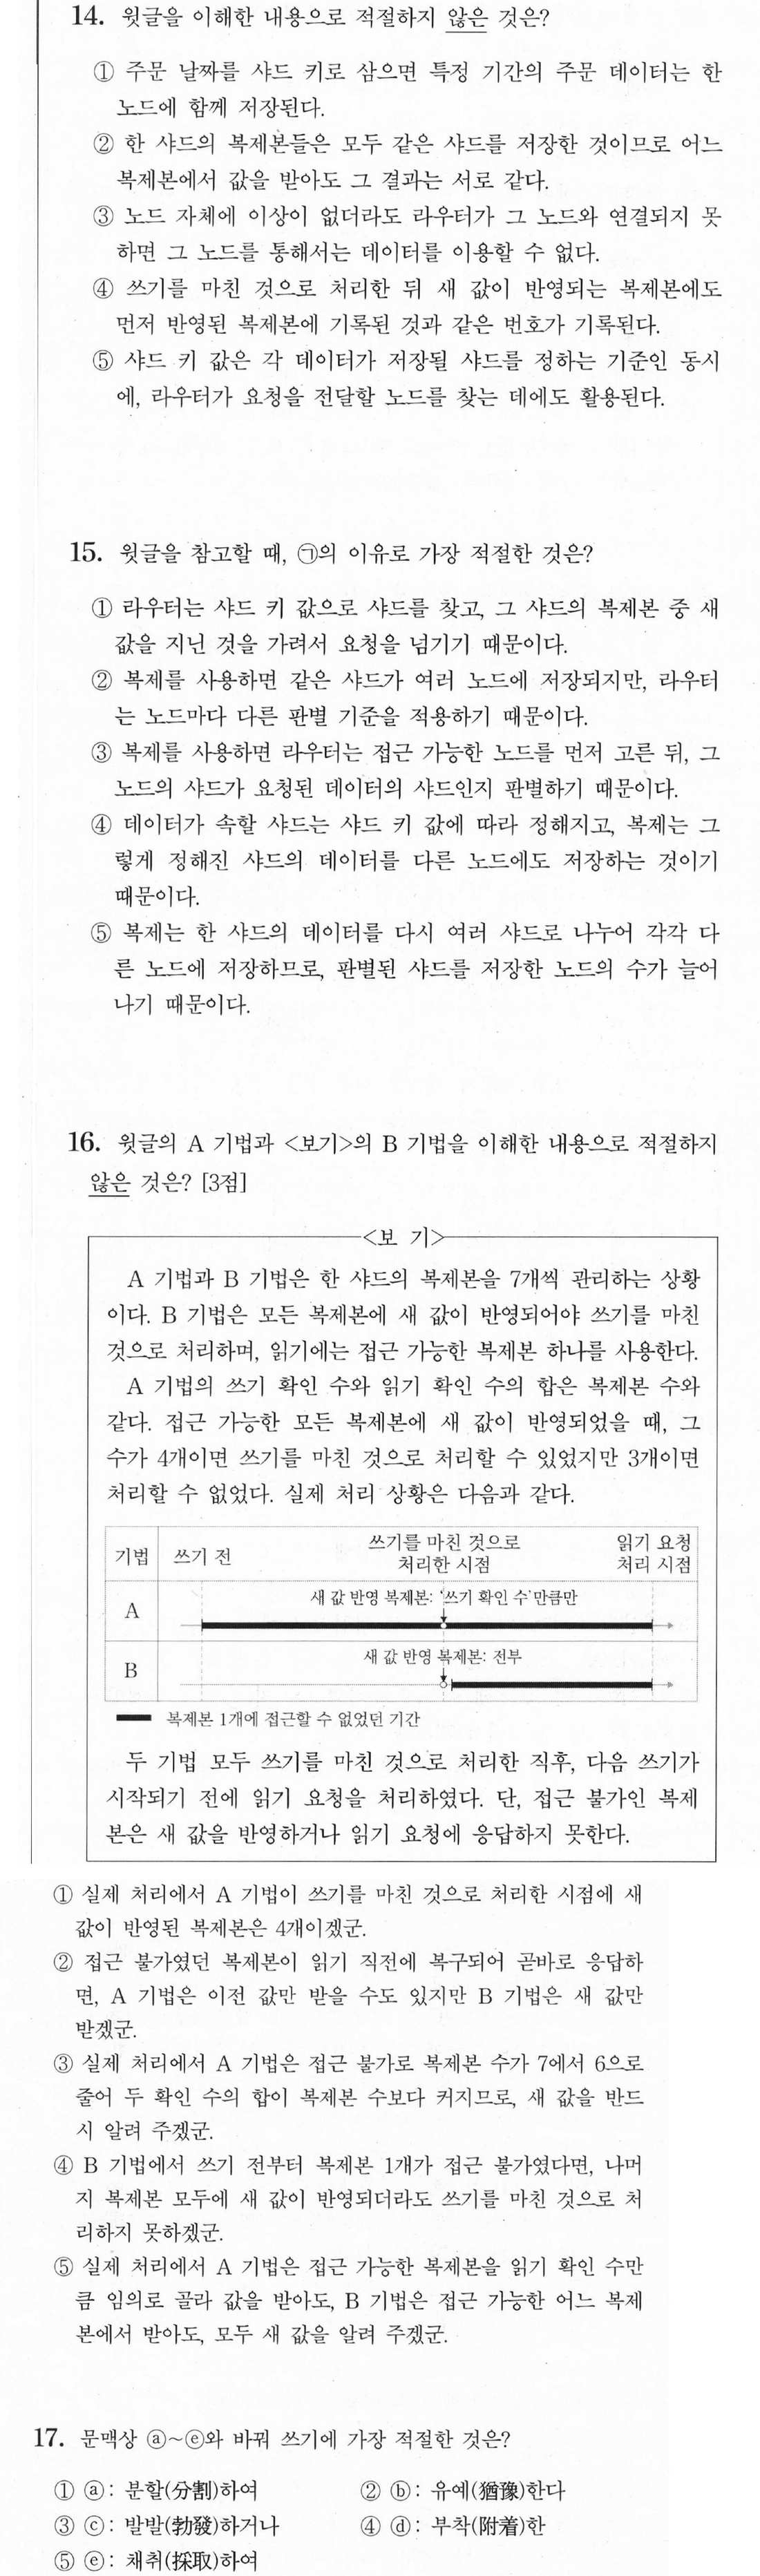 14. 윗글을 이해한 내용으로 적절하지 않은 것은?
① 주문 날짜를 샤드 키로 삼으면 특정 기간의 주문 데이터는 한
노드에 함께 저장된다.
② 한 샤드의 복제본들은 모두 같은 샤드를 저장한 것이므로 어느
복제본에서 값을 받아도 그 결과는 서로 같다.
③ 노드 자체에 이상이 없더라도 라우터가 그 노드와 연결되지 못
하면 그 노드를 통해서는 데이터를 이용할 수 없다.
④ 쓰기를 마친 것으로 처리한 뒤 새 값이 반영되는 복제본에도
먼저 반영된 복제본에 기록된 것과 같은 번호가 기록된다.
⑤ 샤드 키 값은 각 데이터가 저장될 샤드를 정하는 기준인 동시
에, 라우터가 요청을 전달할 노드를 찾는 데에도 활용된다.
15. 윗글을 참고할 때, ㉠의 이유로 가장 적절한 것은?
① 라우터는 샤드 키 값으로 샤드를 찾고, 그 샤드의 복제본 중 새
값을 지닌 것을 가려서 요청을 넘기기 때문이다.
② 복제를 사용하면 같은 샤드가 여러 노드에 저장되지만, 라우터
는 노드마다 다른 판별 기준을 적용하기 때문이다.
③ 복제를 사용하면 라우터는 접근 가능한 노드를 먼저 고른 뒤, 그
노드의 샤드가 요청된 데이터의 샤드인지 판별하기 때문이다.
④ 데이터가 속할 샤드는 샤드 키 값에 따라 정해지고, 복제는 그
렇게 정해진 샤드의 데이터를 다른 노드에도 저장하는 것이기
때문이다.
⑤ 복제는 한 샤드의 데이터를 다시 여러 샤드로 나누어 각각 다
른 노드에 저장하므로, 판별된 샤드를 저장한 노드의 수가 늘어
나기 때문이다.
16. 윗글의 A 기법과 <보기>의 B 기법을 이해한 내용으로 적절하지
않은 것은? [3점]
<보 기>
A 기법과 B 기법은 한 샤드의 복제본을 7개씩 관리하는 상황
이다. B 기법은 모든 복제본에 새 값이 반영되어야 쓰기를 마친
것으로 처리하며, 읽기에는 접근 가능한 복제본 하나를 사용한다.
A 기법의 쓰기 확인 수와 읽기 확인 수의 합은 복제본 수와
같다. 접근 가능한 모든 복제본에 새 값이 반영되었을 때, 그
수가 4개이면 쓰기를 마친 것으로 처리할 수 있었지만 3개이면
처리할 수 없었다. 실제 처리 상황은 다음과 같다.
기법 쓰기 전 쓰기를 마친 것으로 처리한 시점 읽기 요청 처리 시점
A 새 값 반영 복제본: '쓰기 확인 수'만큼만
B 새 값 반영 복제본: 전부
복제본 1개에 접근할 수 없었던 기간
두 기법 모두 쓰기를 마친 것으로 처리한 직후, 다음 쓰기가
시작되기 전에 읽기 요청을 처리하였다. 단, 접근 불가인 복제
본은 새 값을 반영하거나 읽기 요청에 응답하지 못한다.
① 실제 처리에서 A 기법이 쓰기를 마친 것으로 처리한 시점에 새
값이 반영된 복제본은 4개이겠군.
② 접근 불가였던 복제본이 읽기 직전에 복구되어 곧바로 응답하
면, A 기법은 이전 값만 받을 수도 있지만 B 기법은 새 값만
받겠군.
③ 실제 처리에서 A 기법은 접근 불가로 복제본 수가 7에서 6으로
줄어 두 확인 수의 합이 복제본 수보다 커지므로, 새 값을 반드
시 알려 주겠군.
④ B 기법에서 쓰기 전부터 복제본 1개가 접근 불가였다면, 나머
지 복제본 모두에 새 값이 반영되더라도 쓰기를 마친 것으로 처
리하지 못하겠군.
⑤ 실제 처리에서 A 기법은 접근 가능한 복제본을 읽기 확인 수만
큼 임의로 골라 값을 받아도, B 기법은 접근 가능한 어느 복제
본에서 받아도, 모두 새 값을 알려 주겠군.
17. 문맥상 ⓐ~ⓔ와 바꿔 쓰기에 가장 적절한 것은?
① ⓐ: 분할(分割)하여 ② ⓑ: 유예(猶豫)한다
③ ⓒ: 발발(勃發)하거나 ④ ⓓ: 부착(附着)한
⑤ ⓔ: 채취(採取)하여